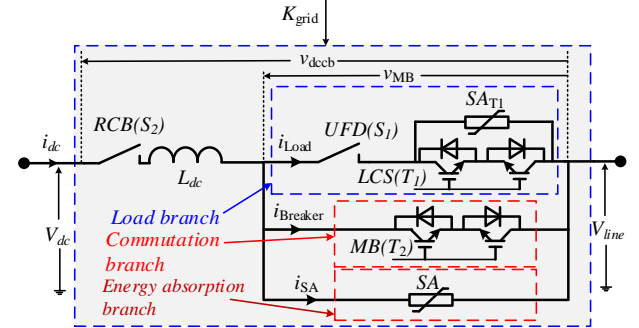 K_grid
v_dccb
v_MB
SA_T1
RCB(S_2)
i_Load
UFD(S_1)
i_dc
L_dc
LCS(T_1)
Load branch
i_Breaker
V_dc
V_line
Commutation
branch
MB(T_2)
Energy absorption
branch
i_SA
SA